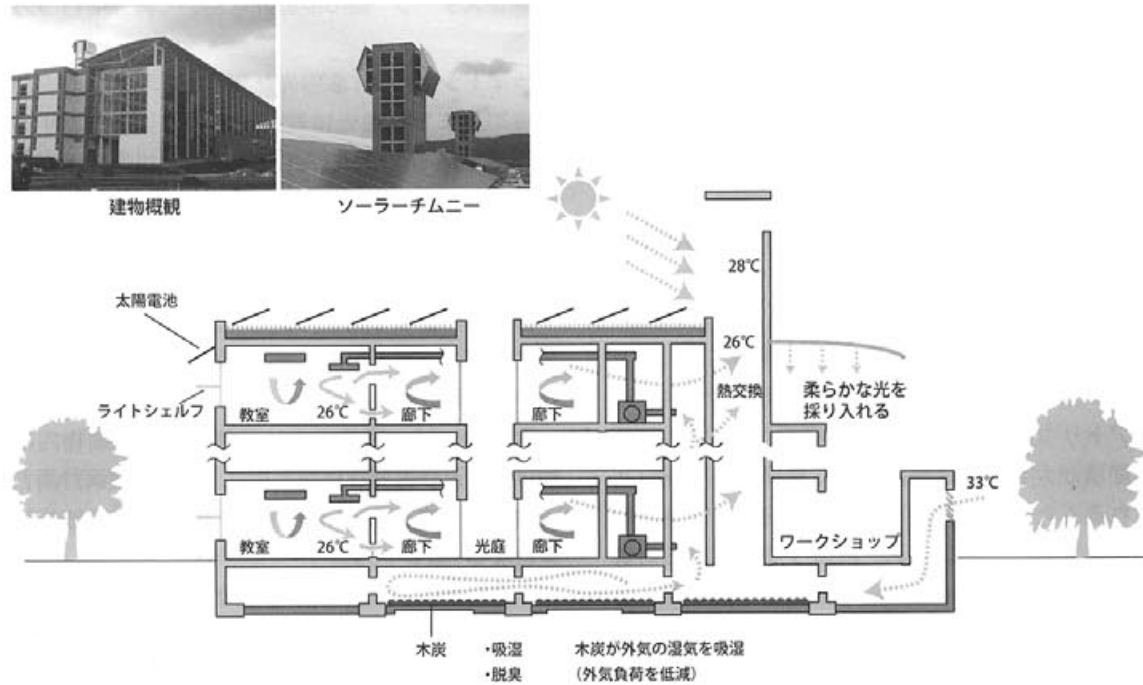 建物概観
ソーラーチムニー
28℃
太陽電池
26℃
熱交換
柔らかな光を
採り入れる
ライトシェルフ
教室
26℃
廊下
廊下
33℃
教室
26℃
廊下
光庭
廊下
ワークショップ
木炭
・吸湿
・脱臭
木炭が外気の湿気を吸湿
(外気負荷を低減)